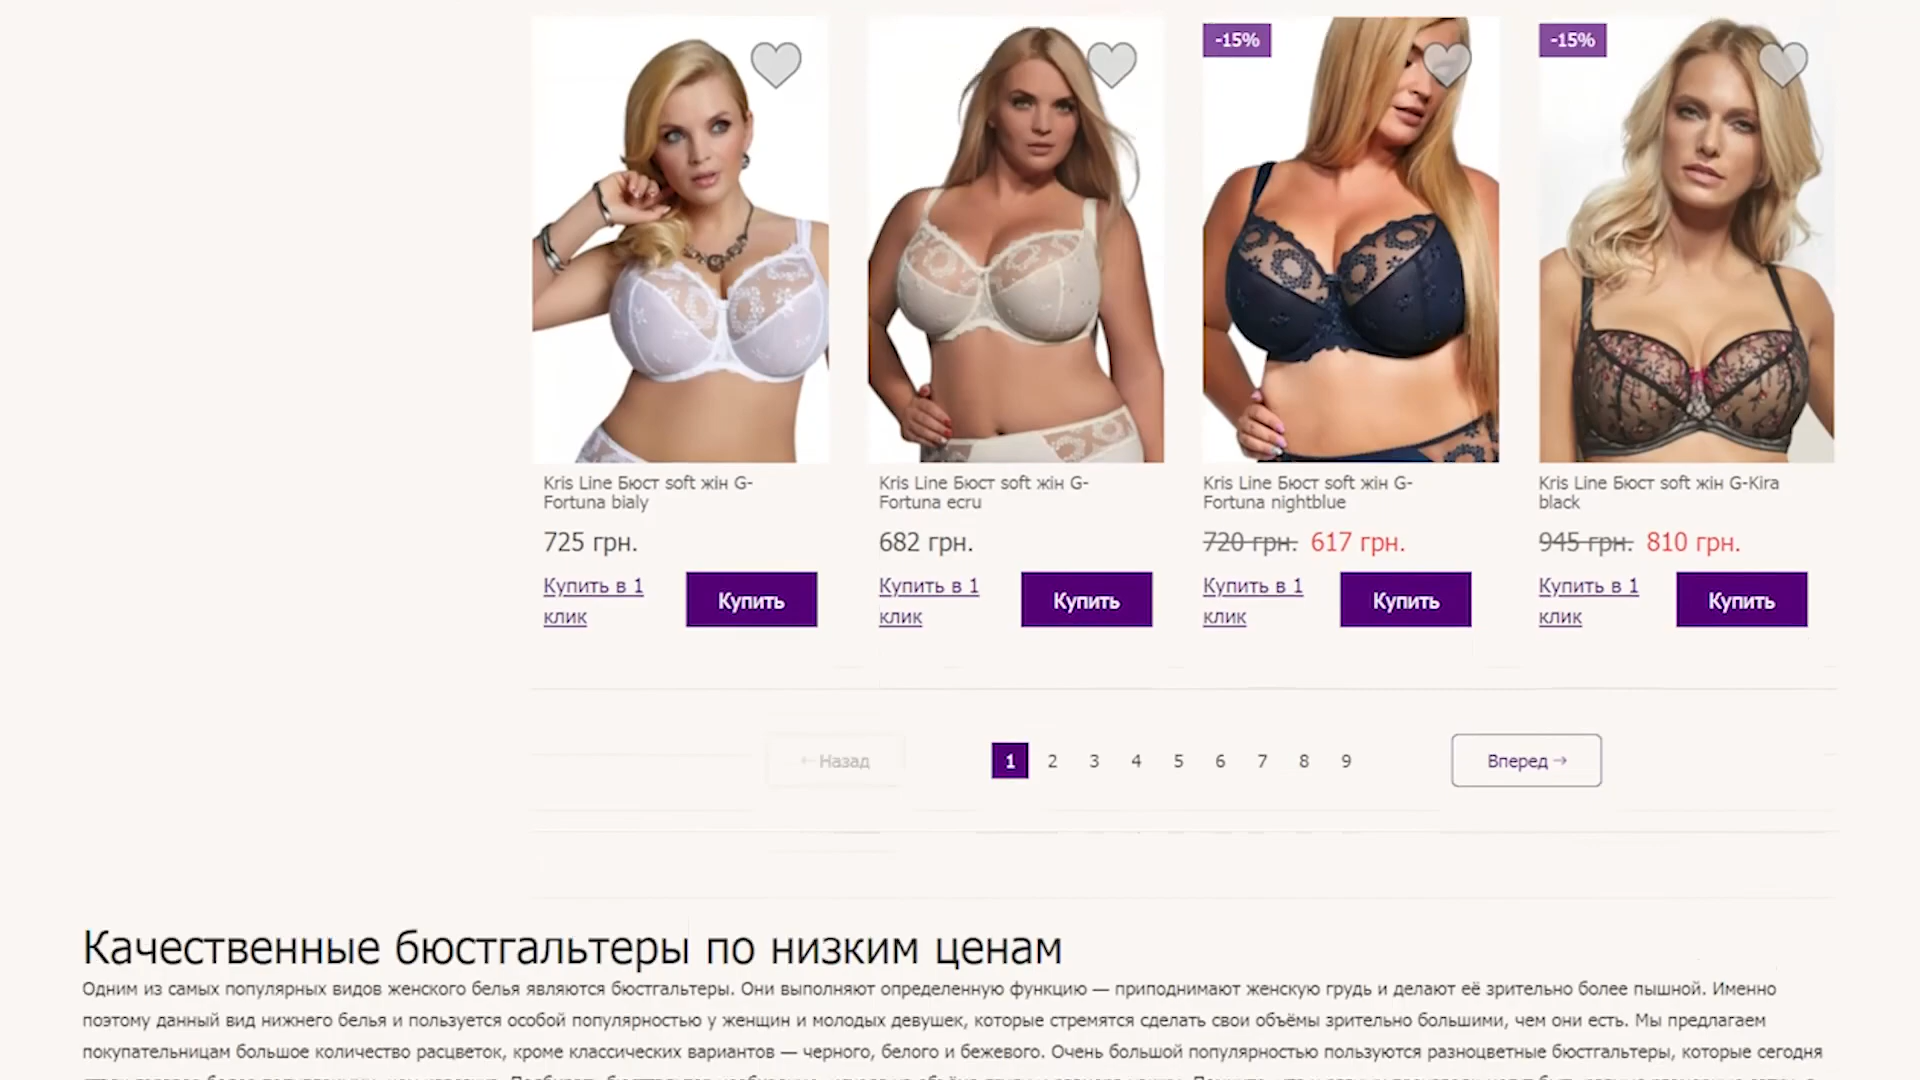 -15%
-15%
Kris Line Бюст soft жін G-
Fortuna bialy
Kris Line Бюст soft жін G-
Fortuna ecru
Kris Line Бюст soft жін G-
Fortuna nightblue
Kris Line Бюст soft жін G-Kira
black
725 грн.
682 грн.
720 грн. 617 грн.
945 грн. 810 грн.
Купить в 1
клик
Купить
Купить в 1
клик
Купить
Купить в 1
клик
Купить
Купить в 1
клик
Купить
← Назад
1 2 3 4 5 6 7 8 9
Вперед →
Качественные бюстгальтеры по низким ценам
Одним из самых популярных видов женского белья являются бюстгальтеры. Они выполняют определенную функцию — приподнимают женскую грудь и делают её зрительно более пышной. Именно
поэтому данный вид нижнего белья и пользуется особой популярностью у женщин и молодых девушек, которые стремятся сделать свои объёмы зрительно большими, чем они есть. Мы предлагаем
покупательницам большое количество расцветок, кроме классических вариантов — черного, белого и бежевого. Очень большой популярностью пользуются разноцветные бюстгальтеры, которые сегодня